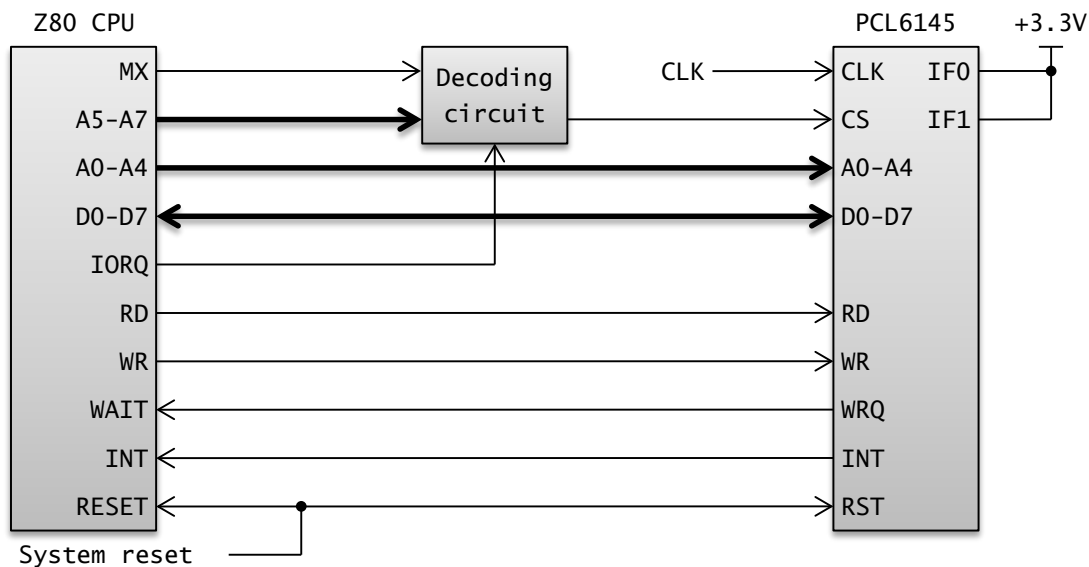 Z80 CPU
PCL6145
+3.3V
MX
Decoding
circuit
CLK
CLK
IF0
A5-A7
CS
IF1
A0-A4
A0-A4
D0-D7
D0-D7
IORQ
RD
RD
WR
WR
WAIT
WRQ
INT
INT
RESET
RST
System reset